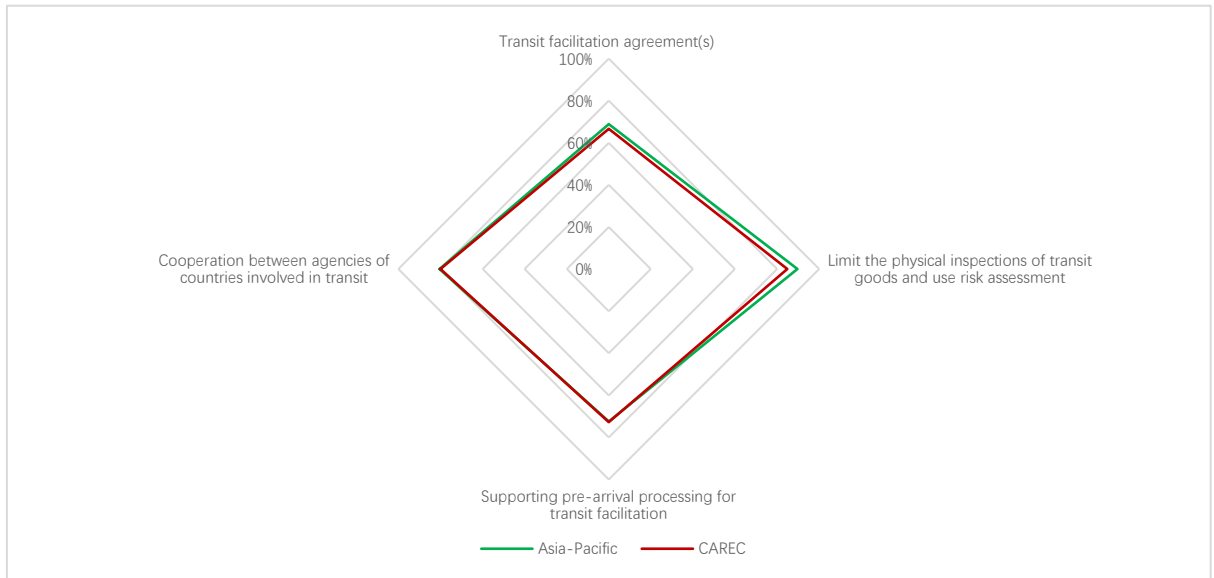 Transit facilitation agreement(s)
100%
80%
60%
40%
20%
0%
Cooperation between agencies of
countries involved in transit
Limit the physical inspections of transit
goods and use risk assessment
Supporting pre-arrival processing for
transit facilitation
Asia-Pacific
CAREC